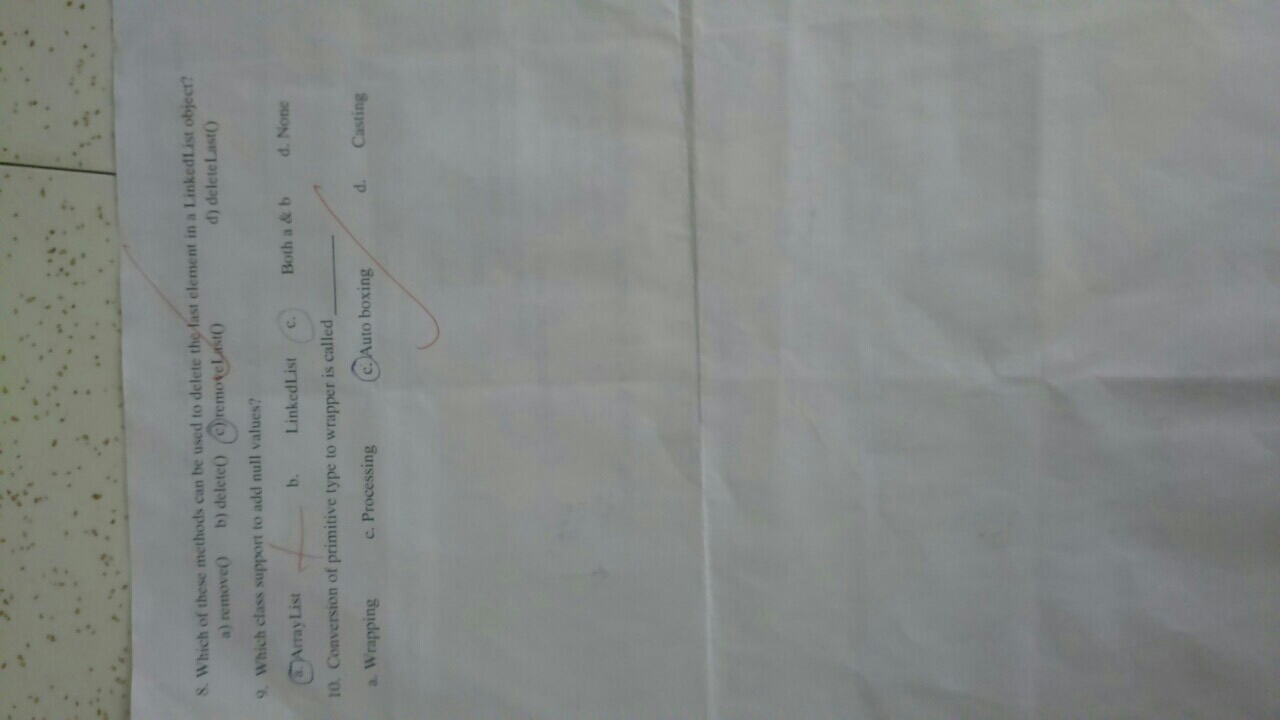 8. Which of these methods can be used to delete the last element in a LinkedList object?
a) remove() b) delete() c) removeLast() d) deleteLast()
9. Which class support to add null values?
a. ArrayList b. LinkedList c. Both a & b d. None
10. Conversion of primitive type to wrapper is called ________
a. Wrapping c. Processing c. Auto boxing d. Casting